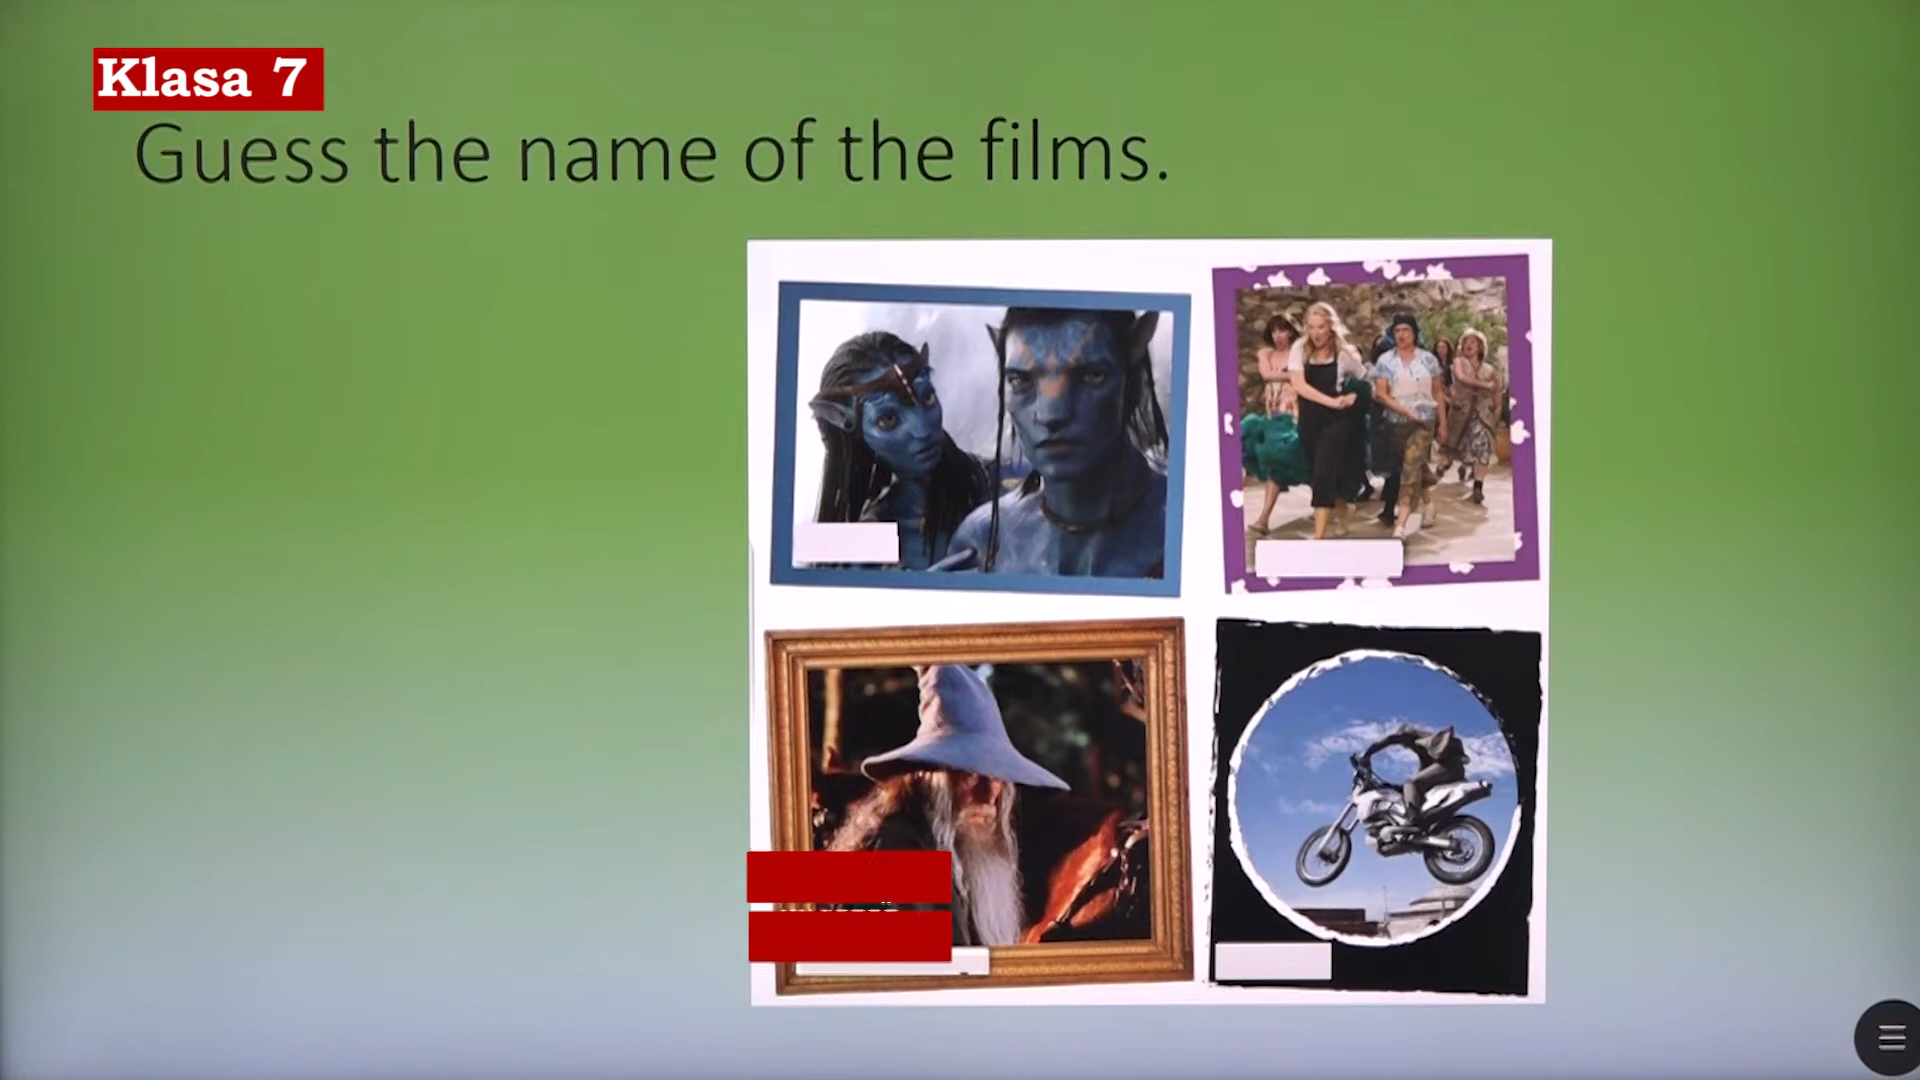 Klasa 7
Guess the name of the films.